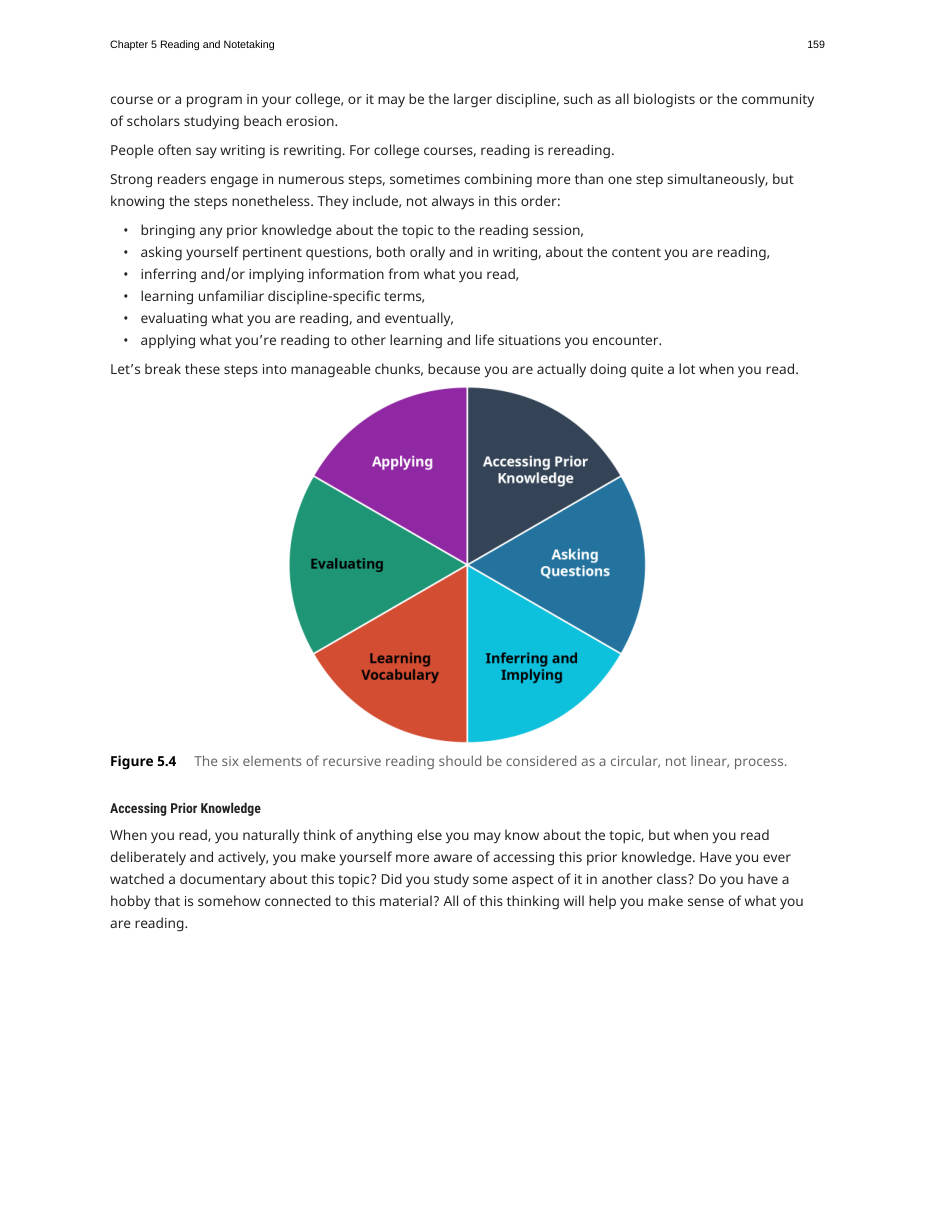 Chapter 5 Reading and Notetaking 159
course or a program in your college, or it may be the larger discipline, such as all biologists or the community
of scholars studying beach erosion.
People often say writing is rewriting. For college courses, reading is rereading.
Strong readers engage in numerous steps, sometimes combining more than one step simultaneously, but
knowing the steps nonetheless. They include, not always in this order:
• bringing any prior knowledge about the topic to the reading session,
• asking yourself pertinent questions, both orally and in writing, about the content you are reading,
• inferring and/or implying information from what you read,
• learning unfamiliar discipline-specific terms,
• evaluating what you are reading, and eventually,
• applying what you’re reading to other learning and life situations you encounter.
Let’s break these steps into manageable chunks, because you are actually doing quite a lot when you read.
Applying
Accessing Prior
Knowledge
Asking
Questions
Evaluating
Learning
Vocabulary
Inferring and
Implying
Figure 5.4 The six elements of recursive reading should be considered as a circular, not linear, process.
Accessing Prior Knowledge
When you read, you naturally think of anything else you may know about the topic, but when you read
deliberately and actively, you make yourself more aware of accessing this prior knowledge. Have you ever
watched a documentary about this topic? Did you study some aspect of it in another class? Do you have a
hobby that is somehow connected to this material? All of this thinking will help you make sense of what you
are reading.